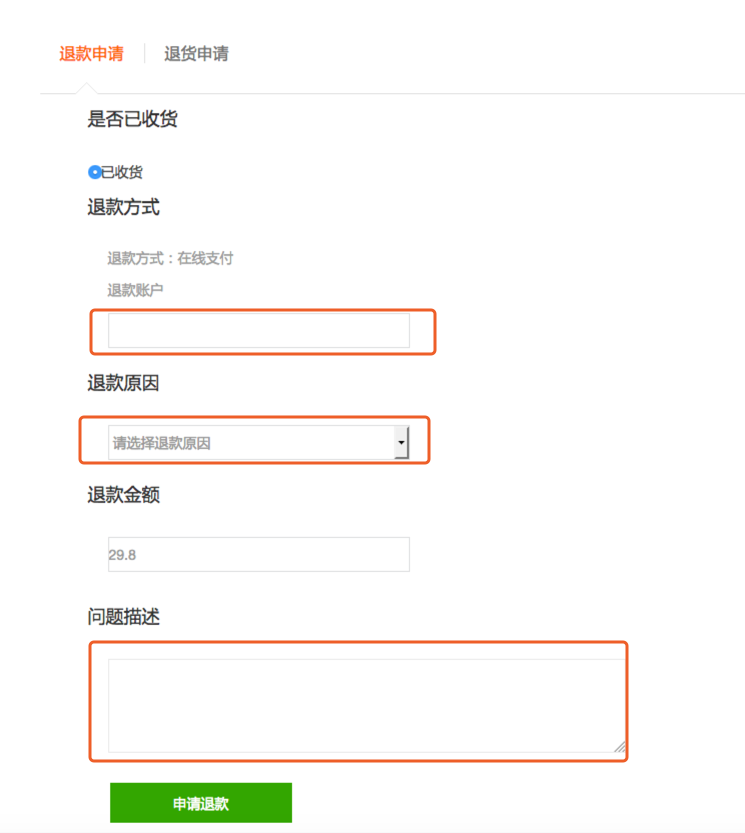 退款申请 退货申请
是否已收货
已收货
退款方式
退款方式：在线支付
退款账户
退款原因
请选择退款原因
退款金额
29.8
问题描述
申请退款